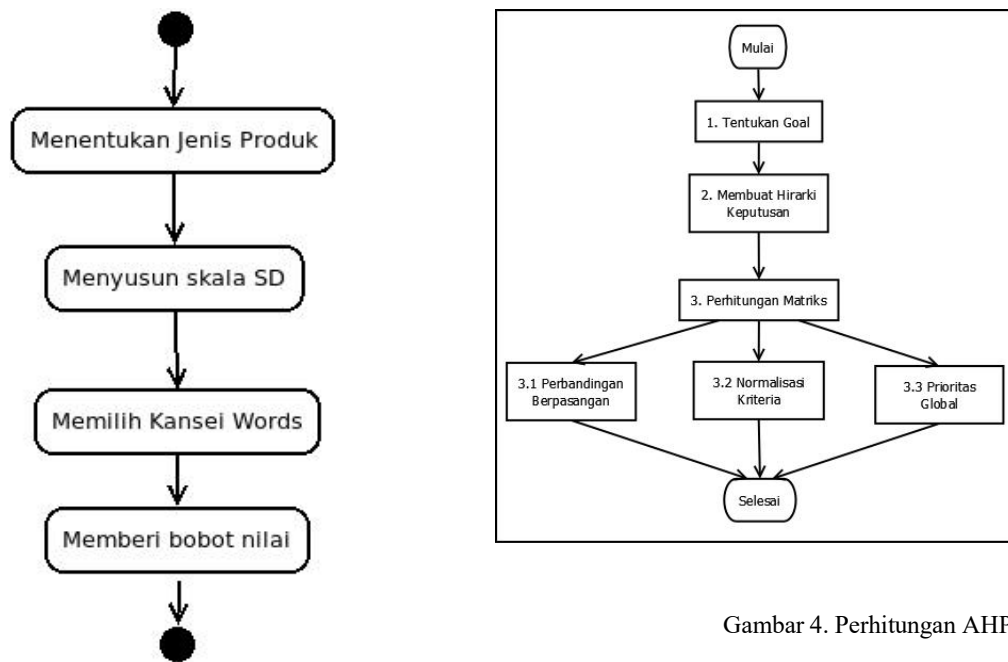 Menentukan Jenis Produk
Menyusun skala SD
Memilih Kansei Words
Memberi bobot nilai
Mulai
1. Tentukan Goal
2. Membuat Hirarki
Keputusan
3. Perhitungan Matriks
3.1 Perbandingan
Berpasangan
3.2 Normalisasi
Kriteria
3.3 Prioritas
Global
Selesai
Gambar 4. Perhitungan AHP